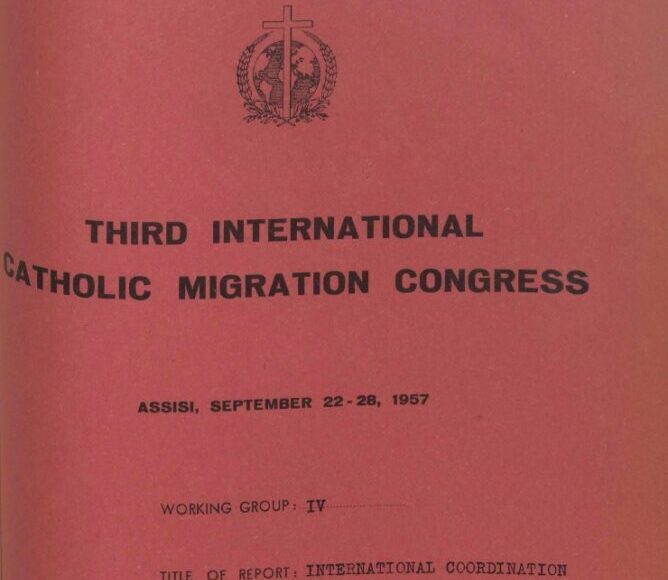 THIRD INTERNATIONAL
CATHOLIC MIGRATION CONGRESS
ASSISI, SEPTEMBER 22-28, 1957
WORKING GROUP: IV
TITLE OF REPORT: INTERNATIONAL COORDINATION